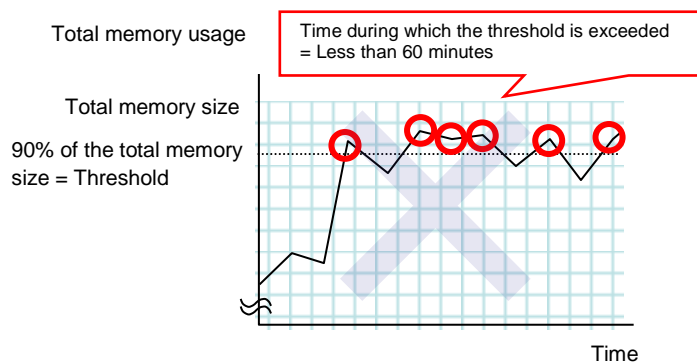 Total memory usage
Time during which the threshold is exceeded
= Less than 60 minutes
Total memory size
90% of the total memory
size = Threshold
Time